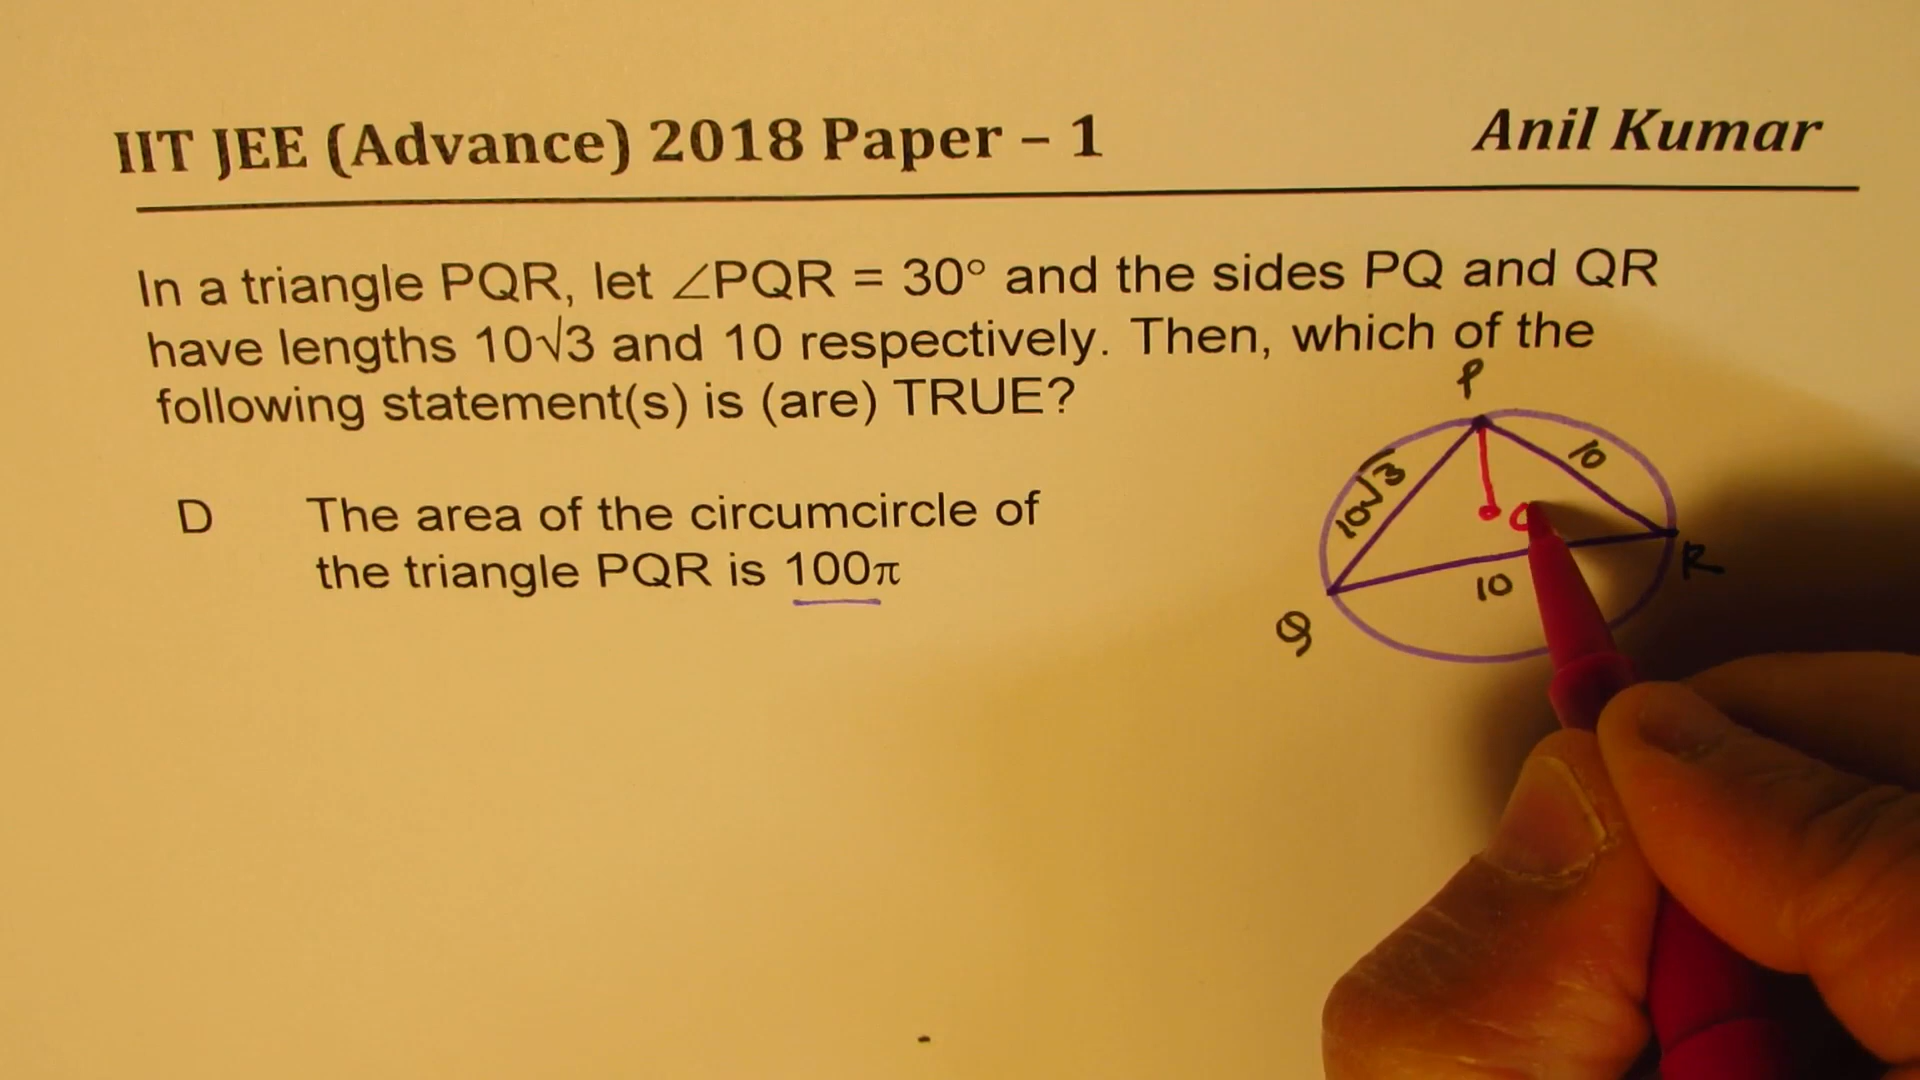 IIT JEE (Advance) 2018 Paper – 1
Anil Kumar
In a triangle PQR, let ∠PQR = 30° and the sides PQ and QR
have lengths 10√3 and 10 respectively. Then, which of the
following statement(s) is (are) TRUE?
P
10√3
10
D The area of the circumcircle of
the triangle PQR is 100π
R
10
Q